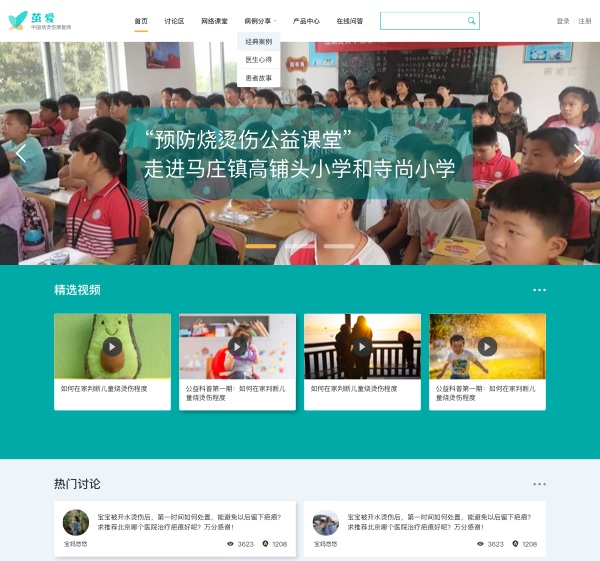 茧爱
中国烧烫伤康复网
首页
讨论区
网络课堂
病例分享
产品中心
在线问答
登录
注册
经典案例
医生心得
患者故事
“预防烧烫伤公益课堂”
走进马庄镇高铺头小学和寺尚小学
精选视频
如何在家判断儿童烧烫伤程度
公益科普第一期：如何在家判断儿
童烧烫伤程度
如何在家判断儿童烧烫伤程度
公益科普第一期：如何在家判断儿
童烧烫伤程度
热门讨论
宝宝被开水烫伤后，第一时间如何处置，能避免以后留下疤痕？
求推荐北京哪个医院治疗疤痕好呢？万分感谢！
宝妈悠悠
3623
1208
宝宝被开水烫伤后，第一时间如何处置，能避免以后留下疤痕？
求推荐北京哪个医院治疗疤痕好呢？万分感谢！
宝妈悠悠
3623
1208